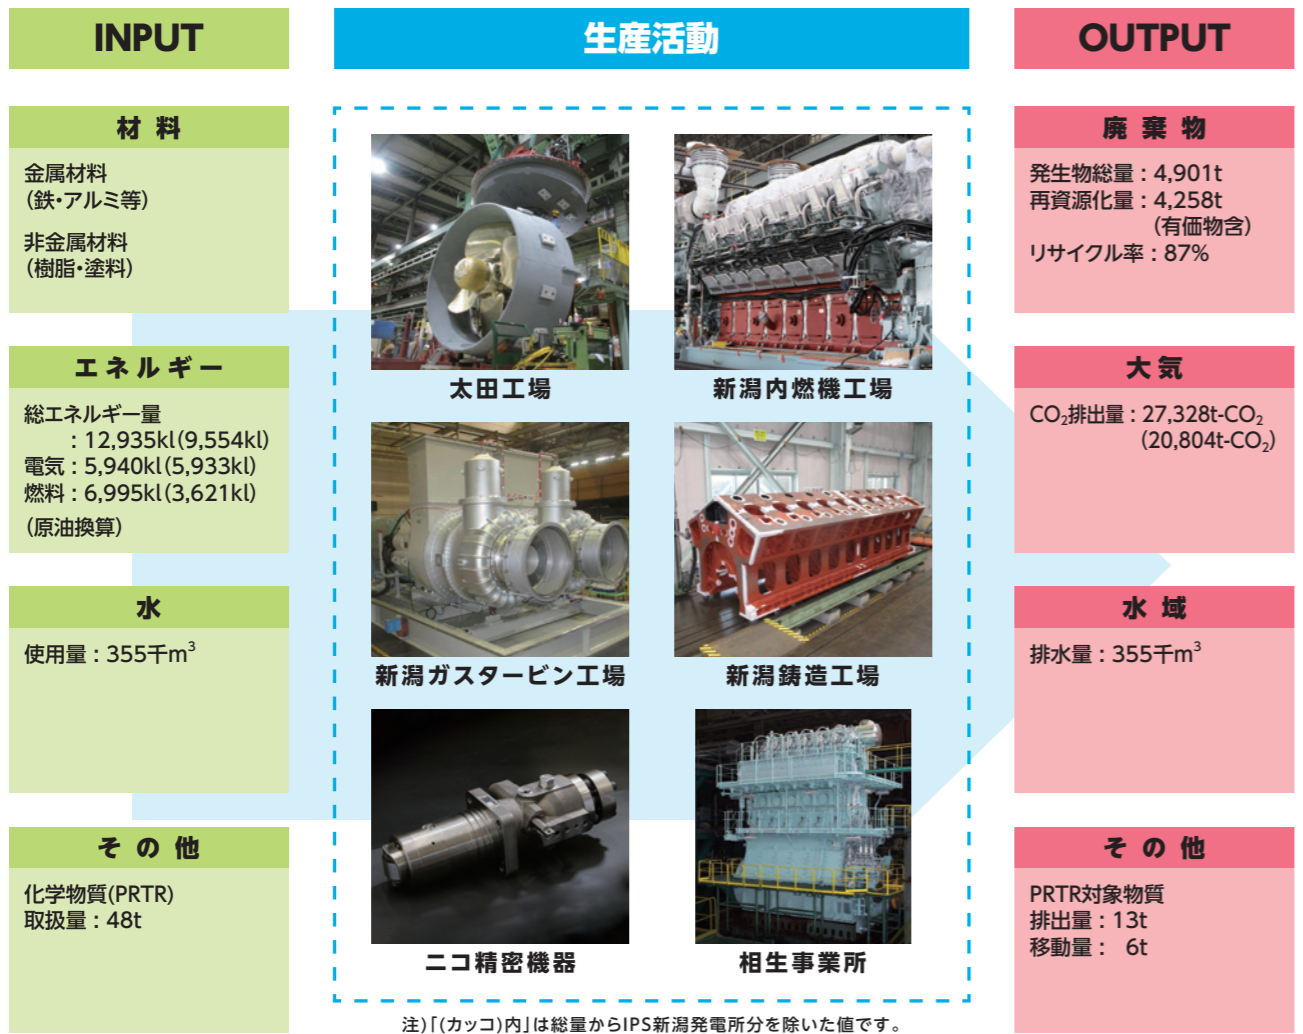 INPUT
材料
金属材料
(鉄・アルミ等)
非金属材料
(樹脂・塗料)
エネルギー
総エネルギー量
：12,935kl(9,554kl)
電気：5,940kl(5,933kl)
燃料：6,995kl(3,621kl)
(原油換算)
水
使用量：355千m³
その他
化学物質(PRTR)
取扱量：48t
生産活動
太田工場
新潟内燃機工場
新潟ガスタービン工場
新潟鋳造工場
ニコ精密機器
相生事業所
注)「(カッコ)内」は総量からIPS新潟発電所分を除いた値です。
OUTPUT
廃棄物
発生物総量：4,901t
再資源化量：4,258t
(有価物含)
リサイクル率：87%
大気
CO₂排出量：27,328t-CO₂
(20,804t-CO₂)
水域
排水量：355千m³
その他
PRTR対象物質
排出量：13t
移動量： 6t